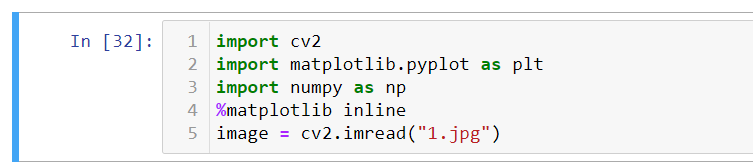 In [32]:
1 import cv2
2 import matplotlib.pyplot as plt
3 import numpy as np
4 %matplotlib inline
5 image = cv2.imread("1.jpg")